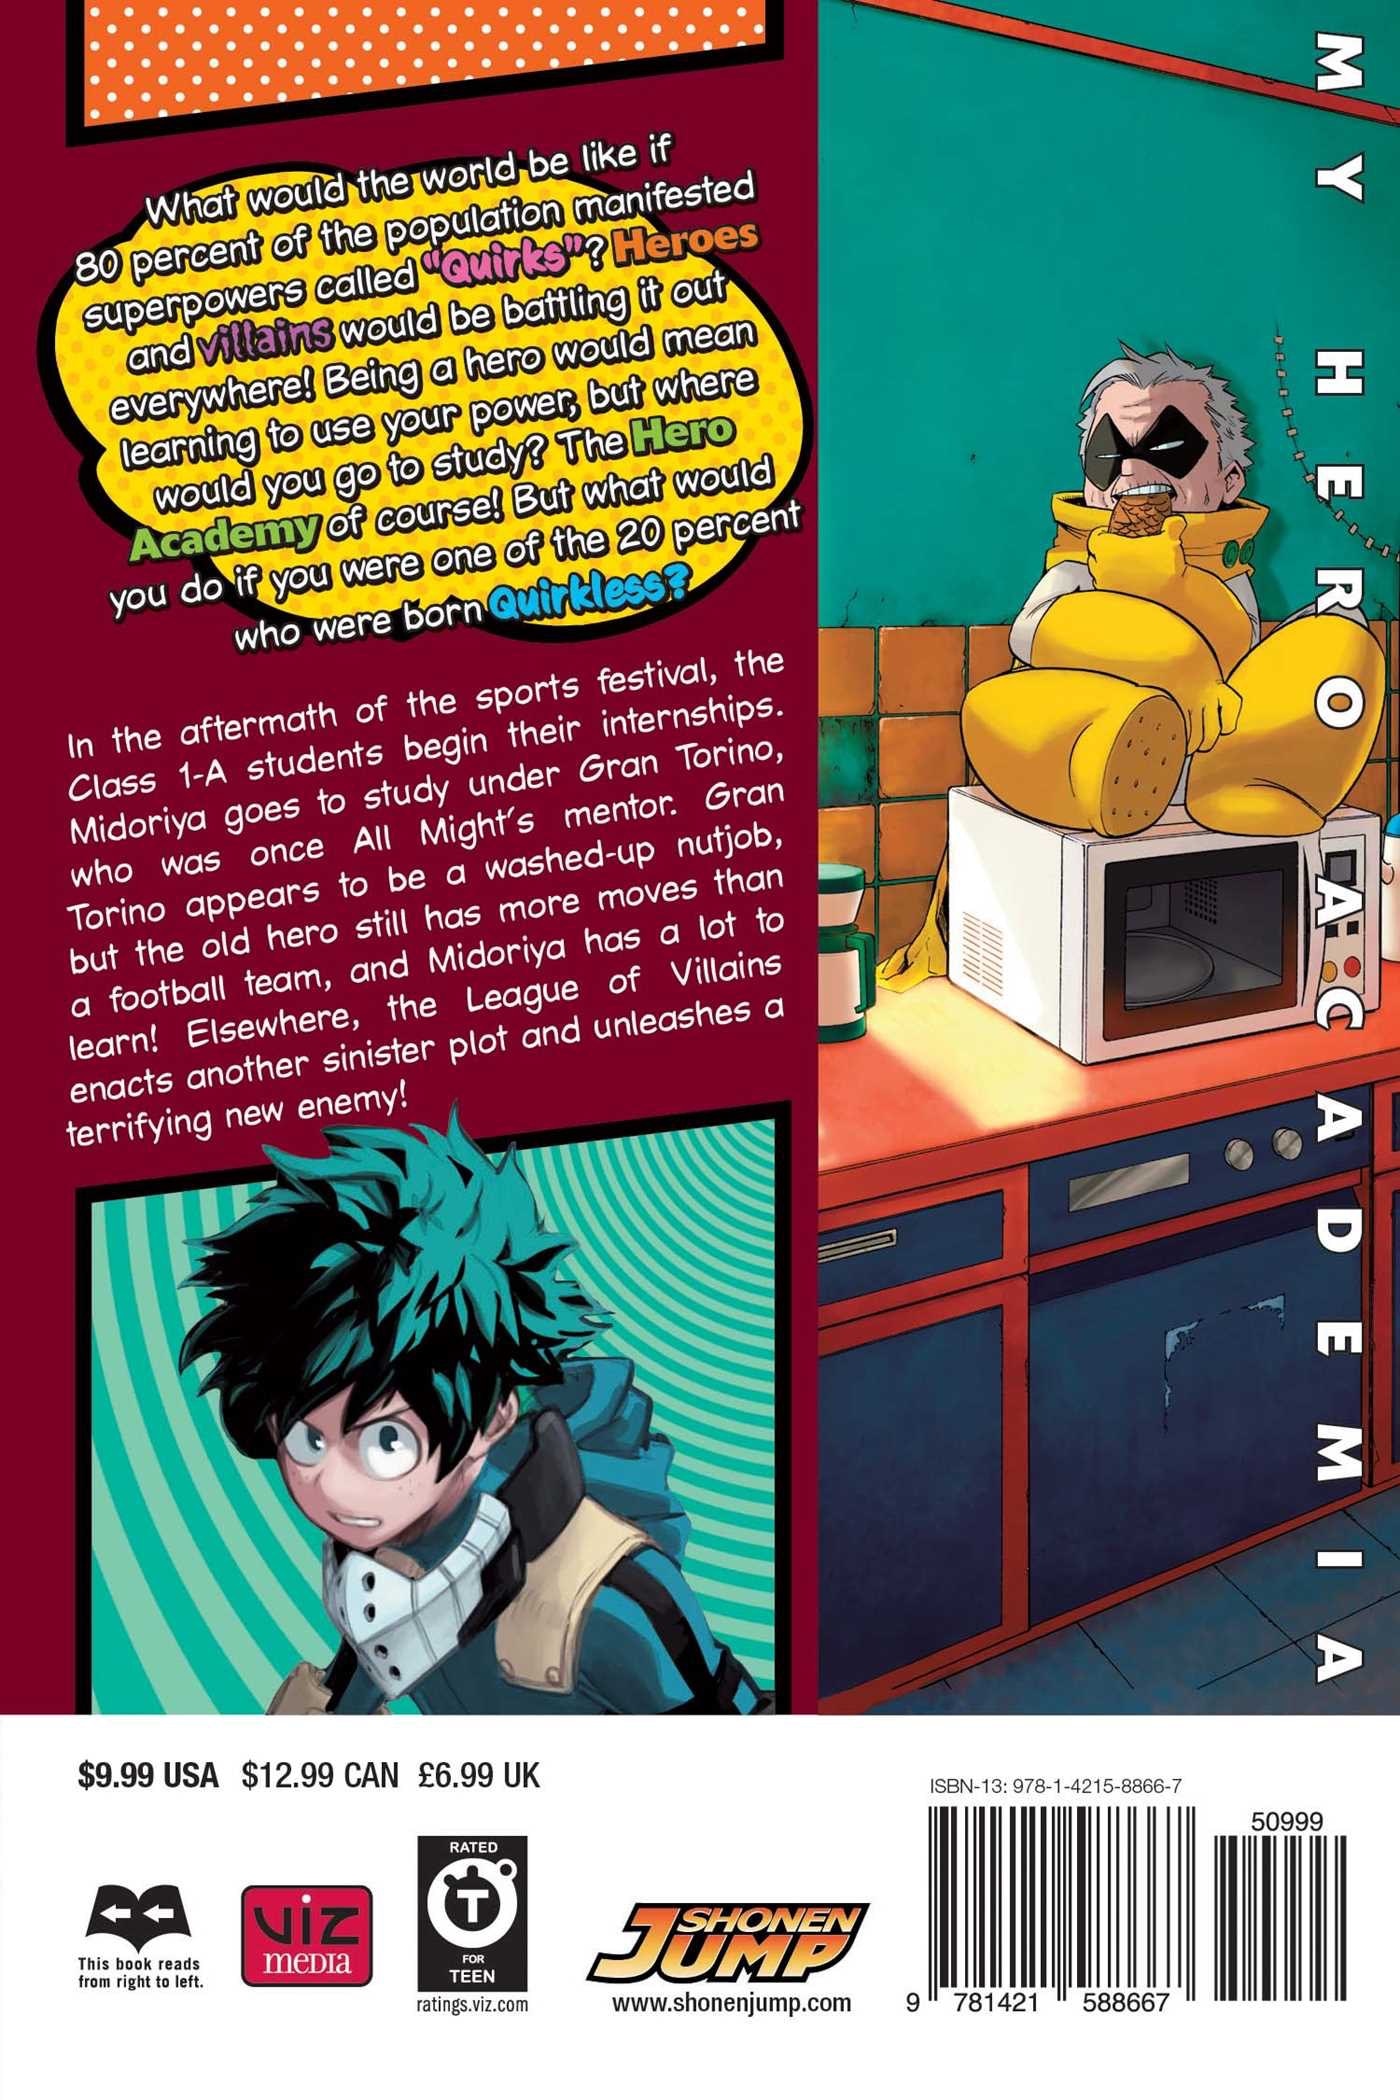 What would the world be like if
80 percent of the population manifested
superpowers called "Quirks"? Heroes
and villains would be battling it out
everywhere! Being a hero would mean
learning to use your power, but where
would you go to study? The Hero
Academy of course! But what would
you do if you were one of the 20 percent
who were born Quirkless?
In the aftermath of the sports festival, the
Class 1-A students begin their internships.
Midoriya goes to study under Gran Torino,
who was once All Might's mentor. Gran
Torino appears to be a washed-up nutjob,
but the old hero still has more moves than
a football team, and Midoriya has a lot to
learn! Elsewhere, the League of Villains
enacts another sinister plot and unleashes a
terrifying new enemy!
MY HERO ACADEMIA
$9.99 USA $12.99 CAN £6.99 UK
This book reads
from right to left.
VIZ
MEDIA
RATED
T
FOR
TEEN
ratings.viz.com
SHONEN
JUMP
www.shonenjump.com
ISBN-13: 978-1-4215-8866-7
50999
9 781421 588667